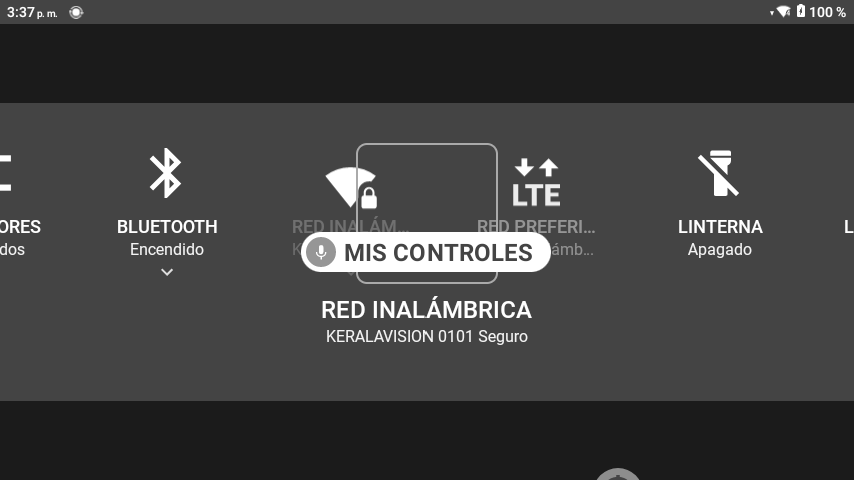 3:37 p. m.
100 %
LTE
ORES
BLUETOOTH
RED INALÁM...
RED PREFERI...
LINTERNA
L
dos
Encendido
K
ámb...
Apagado
MIS CONTROLES
RED INALÁMBRICA
KERALAVISION 0101 Seguro